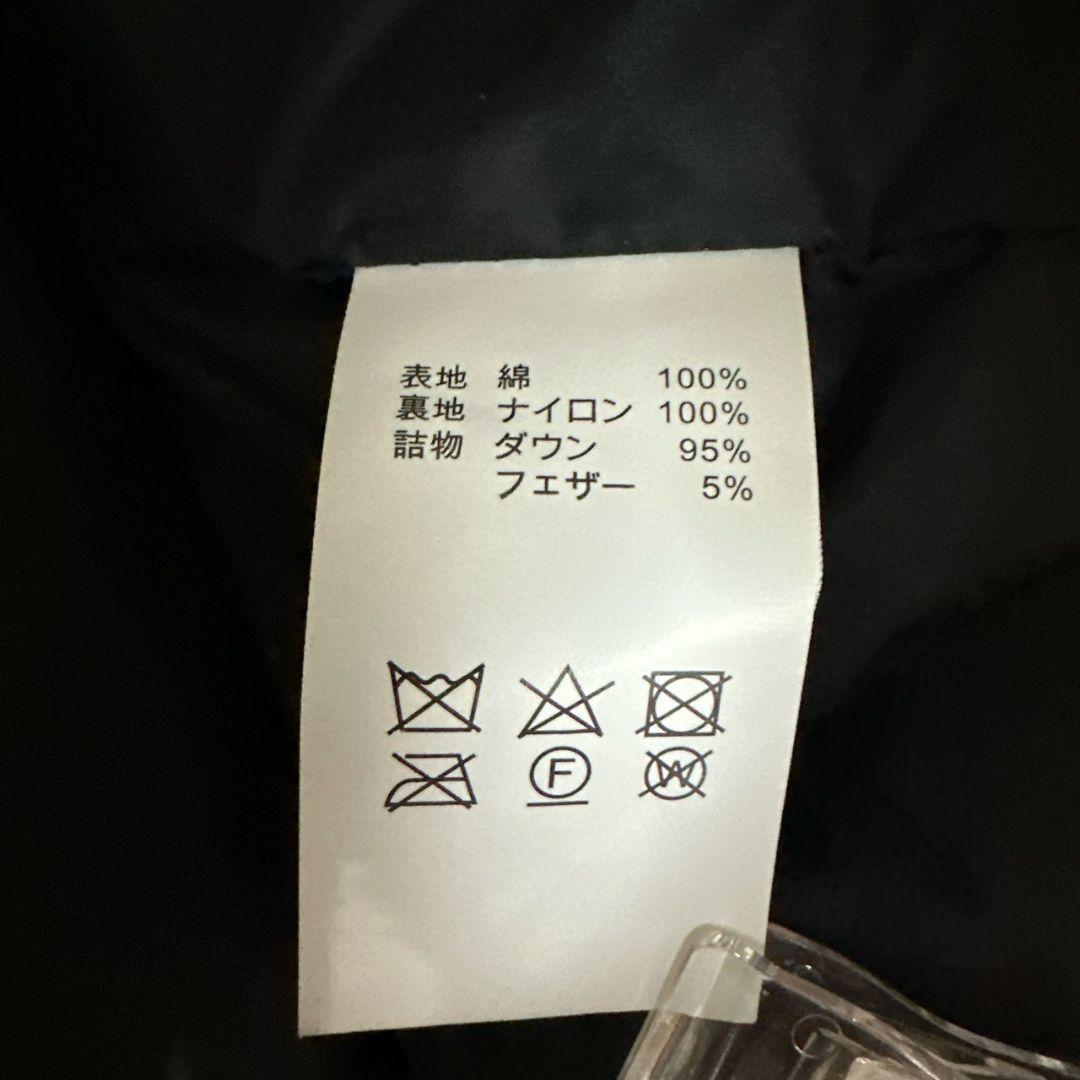 表地 綿 100%
裏地 ナイロン 100%
詰物 ダウン 95%
フェザー 5%
F
W